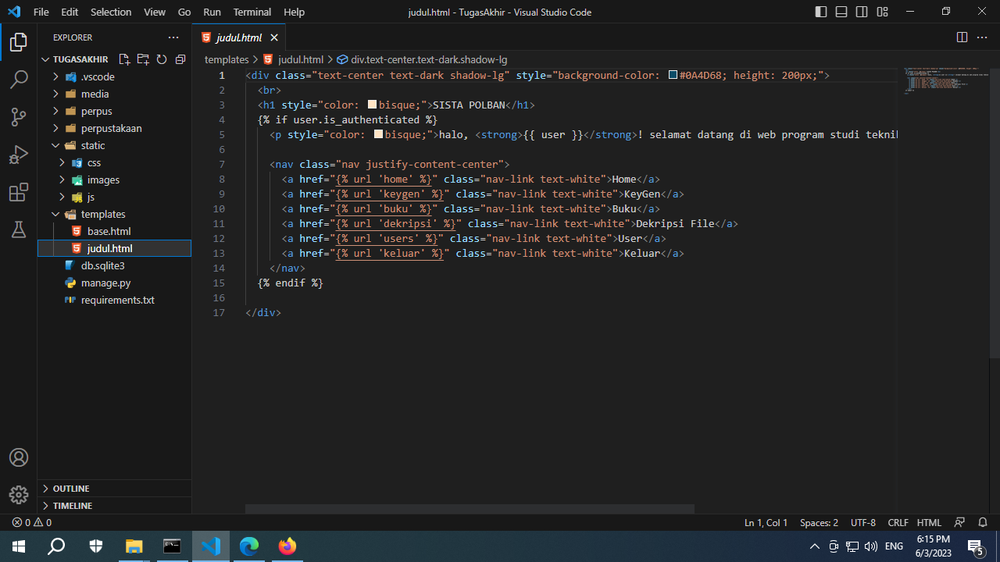 File Edit Selection View Go Run Terminal Help
judul.html - TugasAkhir - Visual Studio Code
EXPLORER
TUGASAKHIR
.vscode
media
perpus
perpustakaan
static
css
images
js
templates
base.html
judul.html
db.sqlite3
manage.py
requirements.txt
OUTLINE
TIMELINE
judul.html
templates > judul.html > div.text-center.text-dark.shadow-lg
1 <div class="text-center text-dark shadow-lg" style="background-color: #0A4D68; height: 200px;">
2 <br>
3 <h1 style="color: bisque;">SISTA POLBAN</h1>
4 {% if user.is_authenticated %}
5 <p style="color: bisque;">halo, <strong>{{ user }}</strong>! selamat datang di web program studi teknik
6
7 <nav class="nav justify-content-center">
8 <a href="{% url 'home' %}" class="nav-link text-white">Home</a>
9 <a href="{% url 'keygen' %}" class="nav-link text-white">KeyGen</a>
10 <a href="{% url 'buku' %}" class="nav-link text-white">Buku</a>
11 <a href="{% url 'dekripsi' %}" class="nav-link text-white">Dekripsi File</a>
12 <a href="{% url 'users' %}" class="nav-link text-white">User</a>
13 <a href="{% url 'keluar' %}" class="nav-link text-white">Keluar</a>
14 </nav>
15 {% endif %}
16
17 </div>
0 0
Ln 1, Col 1 Spaces: 2 UTF-8 CRLF HTML
ENG
6:15 PM
6/3/2023
5